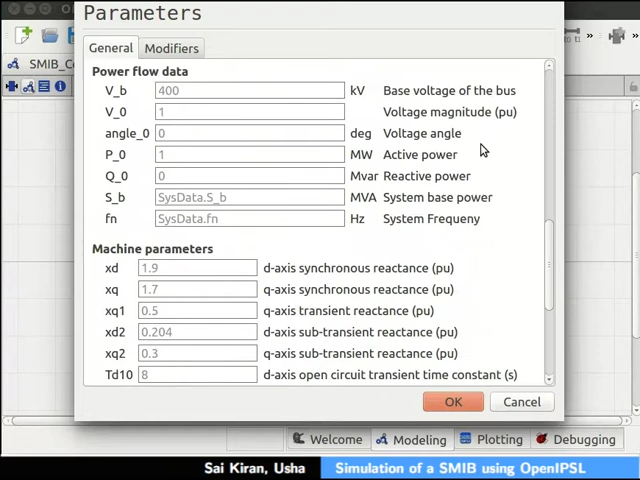 Parameters
to t
»
»
SMIB_C
General
Modifiers
Power flow data
V_b 400 kV Base voltage of the bus
V_0 1 Voltage magnitude (pu)
angle_0 0 deg Voltage angle
P_0 1 MW Active power
Q_0 0 Mvar Reactive power
S_b SysData.S_b MVA System base power
fn SysData.fn Hz System Frequeny
Machine parameters
xd 1.9 d-axis synchronous reactance (pu)
xq 1.7 q-axis synchronous reactance (pu)
xq1 0.5 q-axis transient reactance (pu)
xd2 0.204 d-axis sub-transient reactance (pu)
xq2 0.3 q-axis sub-transient reactance (pu)
Td10 8 d-axis open circuit transient time constant (s)
OK
Cancel
Welcome
Modeling
Plotting
Debugging
Sai Kiran, Usha
Simulation of a SMIB using OpenIPSL